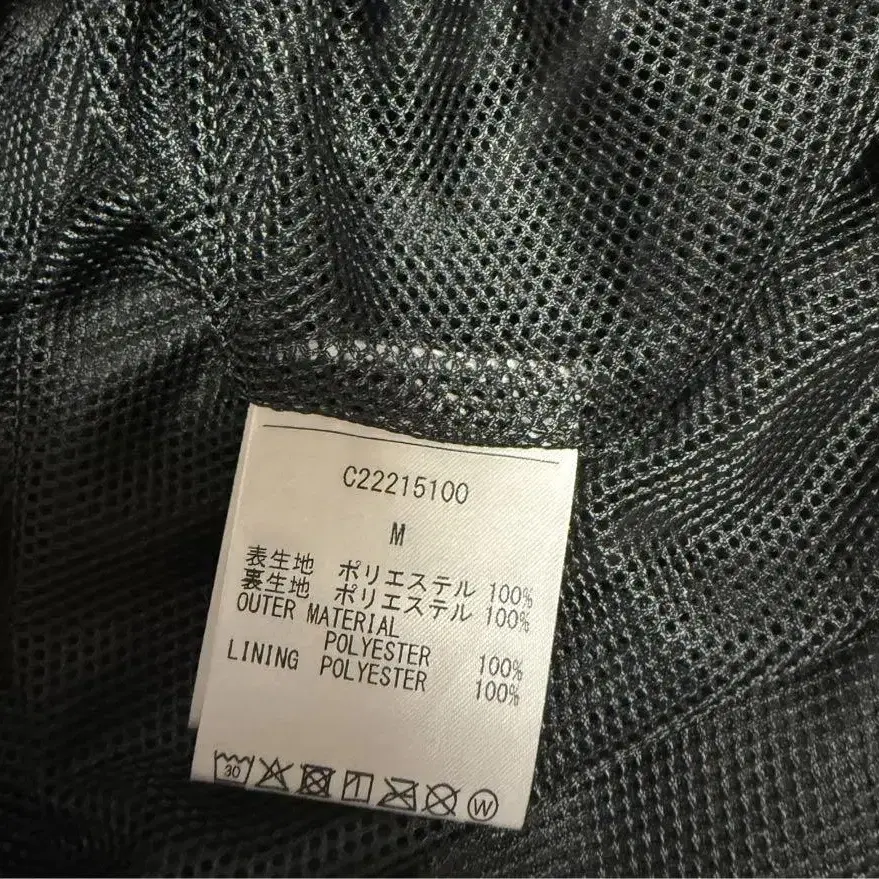 C22215100
M
表生地 ポリエステル 100%
裏生地 ポリエステル 100%
OUTER MATERIAL
POLYESTER 100%
LINING POLYESTER 100%
30
W